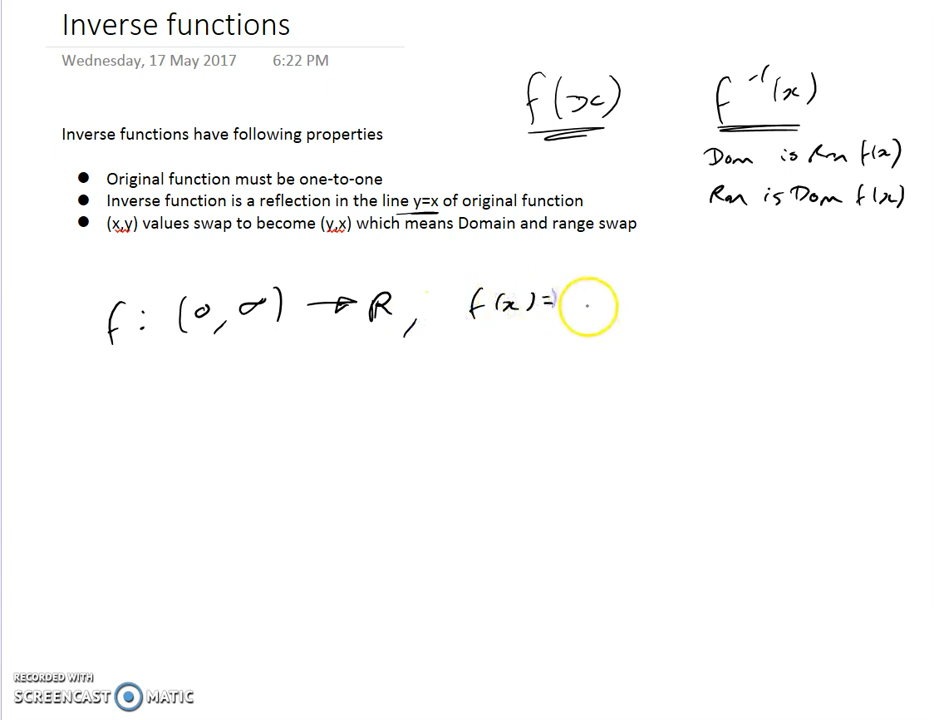 Inverse functions
Wednesday, 17 May 2017 6:22 PM
f(x) f⁻¹(x)
Inverse functions have following properties
Dom is Ran f(x)
● Original function must be one-to-one
● Inverse function is a reflection in the line y=x of original function
Ran is Dom f(x)
● (x,y) values swap to become (y,x) which means Domain and range swap
f: (0, ∞) → R, f(x)=
RECORDED WITH
SCREENCAST MATIC